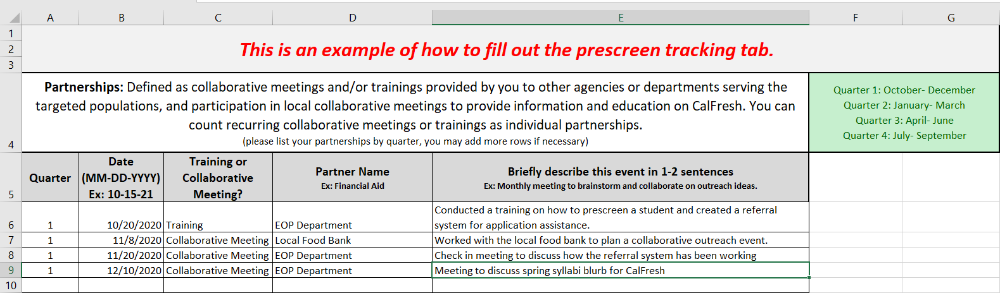 A B C D E F G
1
2 This is an example of how to fill out the prescreen tracking tab.
3
Partnerships: Defined as collaborative meetings and/or trainings provided by you to other agencies or departments serving the
targeted populations, and participation in local collaborative meetings to provide information and education on CalFresh. You can
count recurring collaborative meetings or trainings as individual partnerships.
4 (please list your partnerships by quarter, you may add more rows if necessary)
Quarter 1: October- December
Quarter 2: January- March
Quarter 3: April- June
Quarter 4: July- September
5
Quarter
Date
(MM-DD-YYYY)
Ex: 10-15-21
Training or
Collaborative
Meeting?
Partner Name
Ex: Financial Aid
Briefly describe this event in 1-2 sentences
Ex: Monthly meeting to brainstorm and collaborate on outreach ideas.
6 1 10/20/2020 Training EOP Department Conducted a training on how to prescreen a student and created a referral
system for application assistance.
7 1 11/8/2020 Collaborative Meeting Local Food Bank Worked with the local food bank to plan a collaborative outreach event.
8 1 11/20/2020 Collaborative Meeting EOP Department Check in meeting to discuss how the referral system has been working
9 1 12/10/2020 Collaborative Meeting EOP Department Meeting to discuss spring syllabi blurb for CalFresh
10